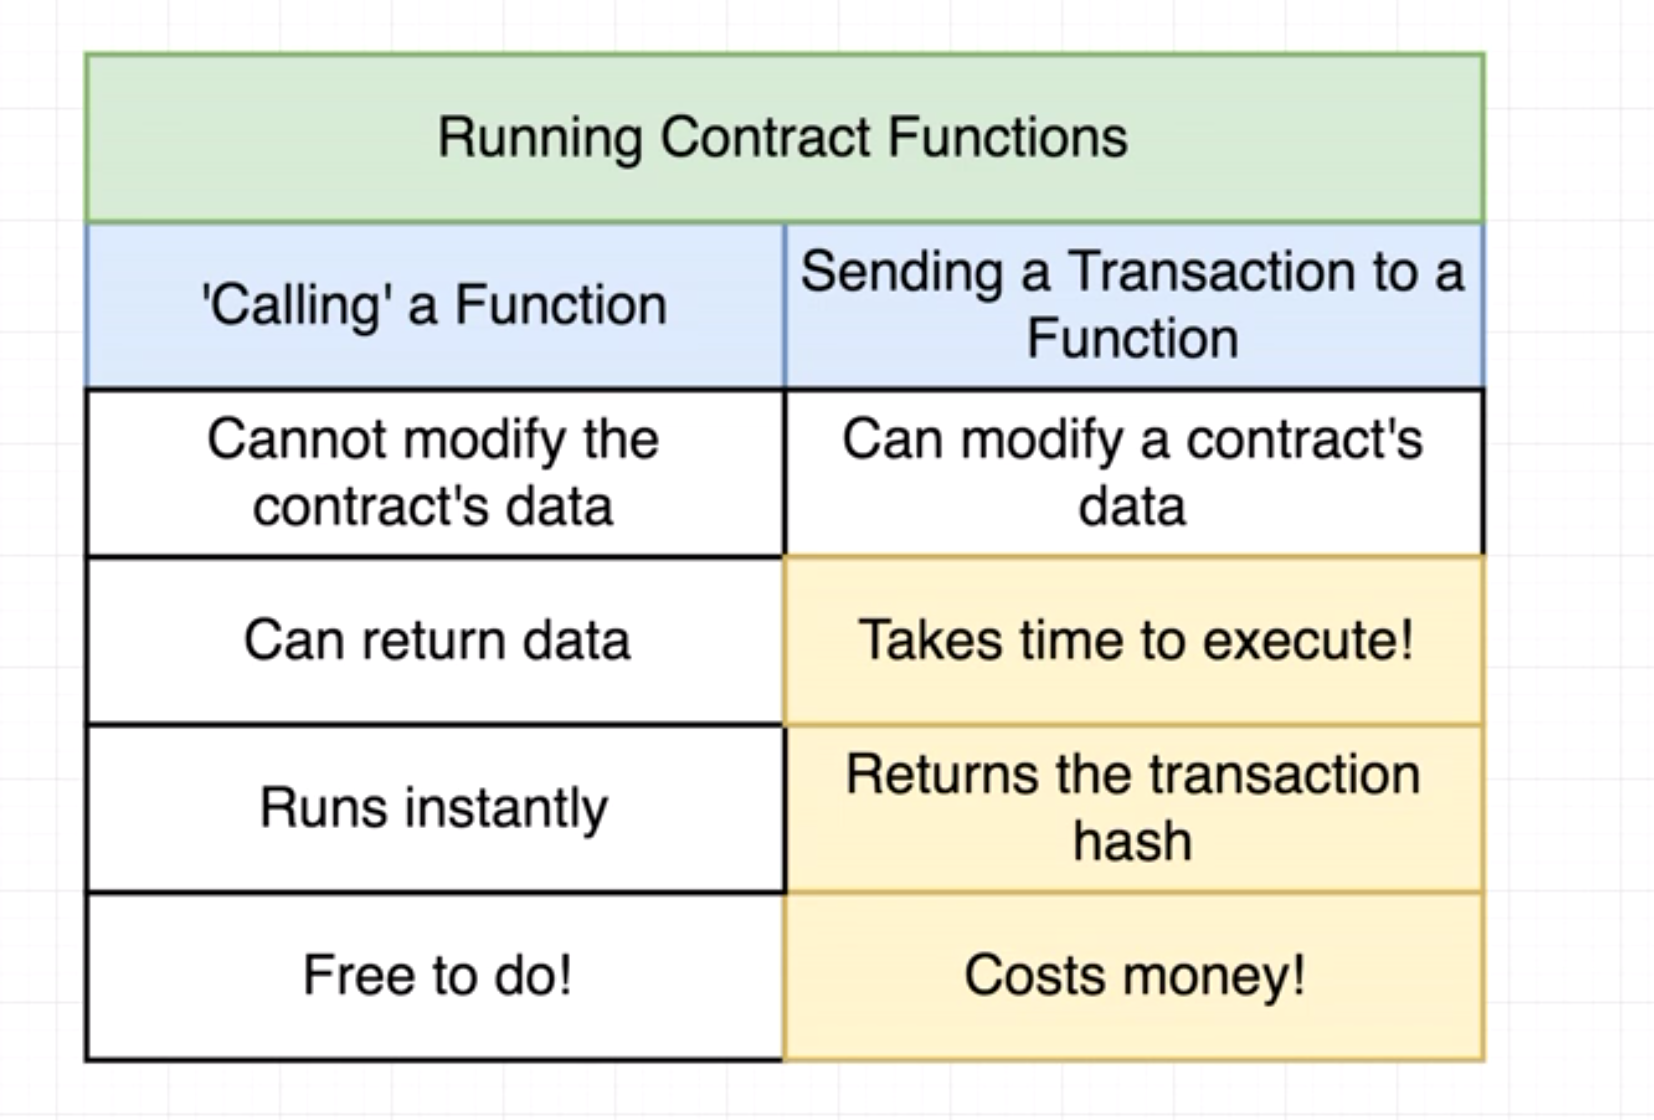 Running Contract Functions
'Calling' a Function
Sending a Transaction to a
Function
Cannot modify the
contract's data
Can modify a contract's
data
Can return data
Takes time to execute!
Runs instantly
Returns the transaction
hash
Free to do!
Costs money!